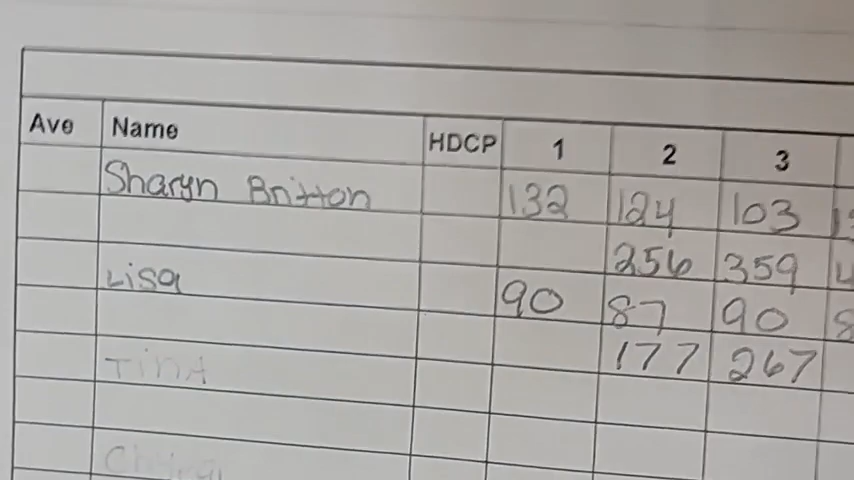 Ave Name HDCP 1 2 3
Sharyn Britton 132 124 103
256 359
Lisa 90 87 90
177 267
TinA